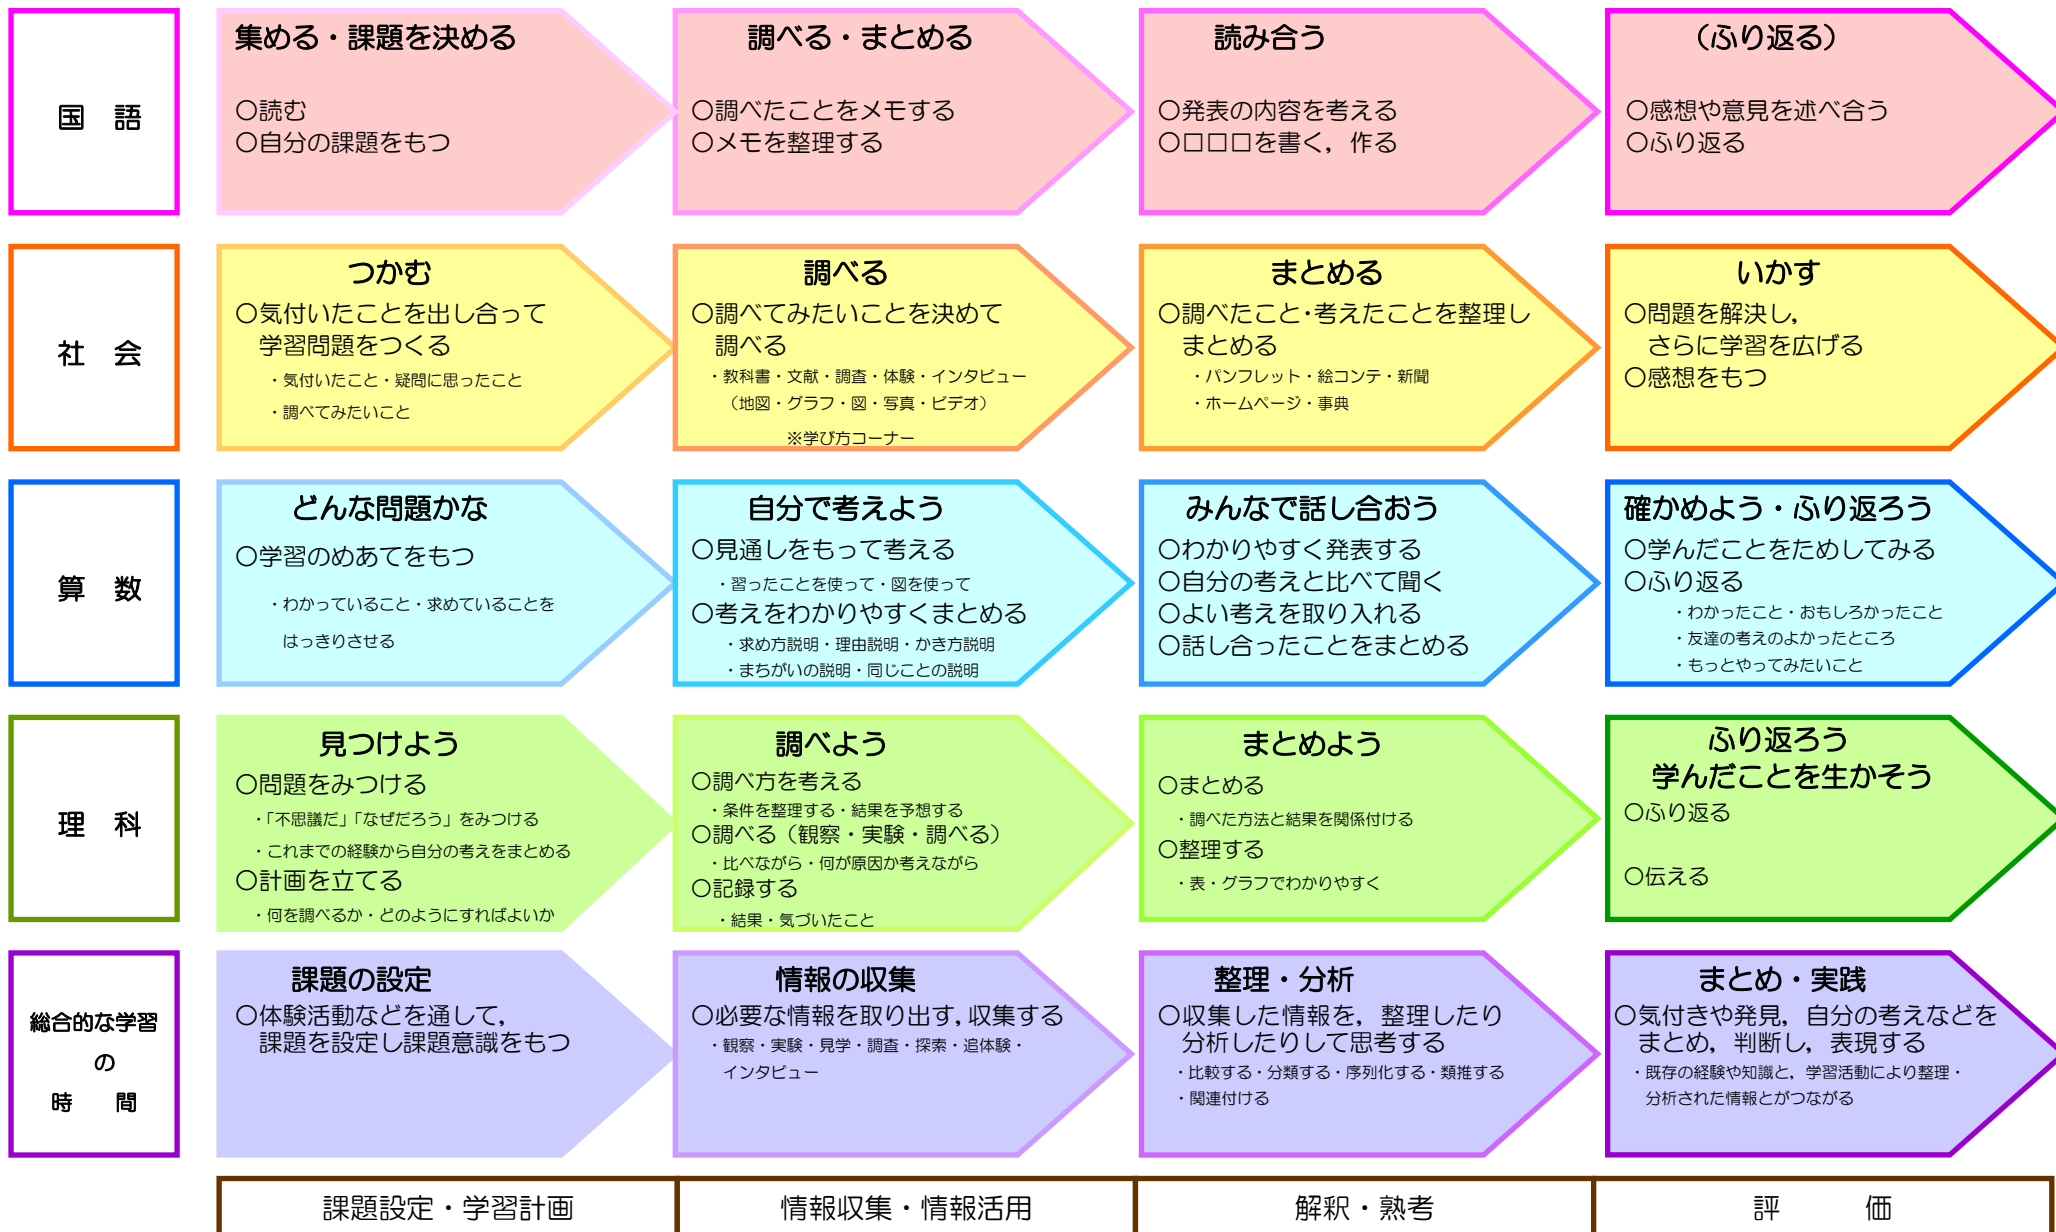 国　語
集める・課題を決める
○読む
○自分の課題をもつ
調べる・まとめる
○調べたことをメモする
○メモを整理する
読み合う
○発表の内容を考える
○□□□を書く，作る
（ふり返る）
○感想や意見を述べ合う
○ふり返る
社　会
つかむ
○気付いたことを出し合って
学習問題をつくる
・気付いたこと・疑問に思ったこと
・調べてみたいこと
調べる
○調べてみたいことを決めて
調べる
・教科書・文献・調査・体験・インタビュー
（地図・グラフ・図・写真・ビデオ）
※学び方コーナー
まとめる
○調べたこと・考えたことを整理し
まとめる
・パンフレット・絵コンテ・新聞
・ホームページ・事典
いかす
○問題を解決し，
さらに学習を広げる
○感想をもつ
算　数
どんな問題かな
○学習のめあてをもつ
・わかっていること・求めていることを
はっきりさせる
自分で考えよう
○見通しをもって考える
・習ったことを使って・図を使って
○考えをわかりやすくまとめる
・求め方説明・理由説明・かき方説明
・まちがいの説明・同じことの説明
みんなで話し合おう
○わかりやすく発表する
○自分の考えと比べて聞く
○よい考えを取り入れる
○話し合ったことをまとめる
確かめよう・ふり返ろう
○学んだことをためしてみる
○ふり返る
・わかったこと・おもしろかったこと
・友達の考えのよかったところ
・もっとやってみたいこと
理　科
見つけよう
○問題をみつける
・「不思議だ」「なぜだろう」をみつける
・これまでの経験から自分の考えをまとめる
○計画を立てる
・何を調べるか・どのようにすればよいか
調べよう
○調べ方を考える
・条件を整理する・結果を予想する
○調べる（観察・実験・調べる）
・比べながら・何が原因か考えながら
○記録する
・結果・気づいたこと
まとめよう
○まとめる
・調べた方法と結果を関係付ける
○整理する
・表・グラフでわかりやすく
ふり返ろう
学んだことを生かそう
○ふり返る
○伝える
総合的な学習
の
時　間
課題の設定
○体験活動などを通して，
課題を設定し課題意識をもつ
情報の収集
○必要な情報を取り出す，収集する
・観察・実験・見学・調査・探索・追体験・
インタビュー
整理・分析
○収集した情報を，整理したり
分析したりして思考する
・比較する・分類する・序列化する・類推する
・関連付ける
まとめ・実践
○気付きや発見，自分の考えなどを
まとめ，判断し，表現する
・既存の経験や知識と，学習活動により整理・
分析された情報とがつながる
課題設定・学習計画
情報収集・情報活用
解釈・熟考
評　価